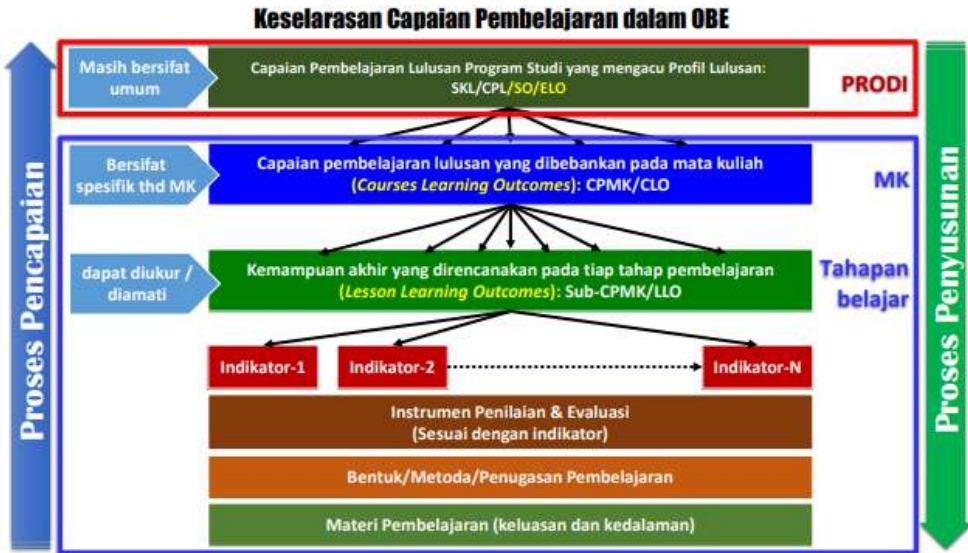 Keselarasan Capaian Pembelajaran dalam OBE
Proses Pencapaian
Masih bersifat
umum
Capaian Pembelajaran Lulusan Program Studi yang mengacu Profil Lulusan:
SKL/CPL/SO/ELO
PRODI
Bersifat
spesifik thd MK
Capaian pembelajaran lulusan yang dibebankan pada mata kuliah
(Courses Learning Outcomes): CPMK/CLO
MK
dapat diukur /
diamati
Kemampuan akhir yang direncanakan pada tiap tahap pembelajaran
(Lesson Learning Outcomes): Sub-CPMK/LLO
Tahapan
belajar
Indikator-1
Indikator-2
Indikator-N
Instrumen Penilaian & Evaluasi
(Sesuai dengan indikator)
Bentuk/Metoda/Penugasan Pembelajaran
Materi Pembelajaran (keluasan dan kedalaman)
Proses Penyusunan